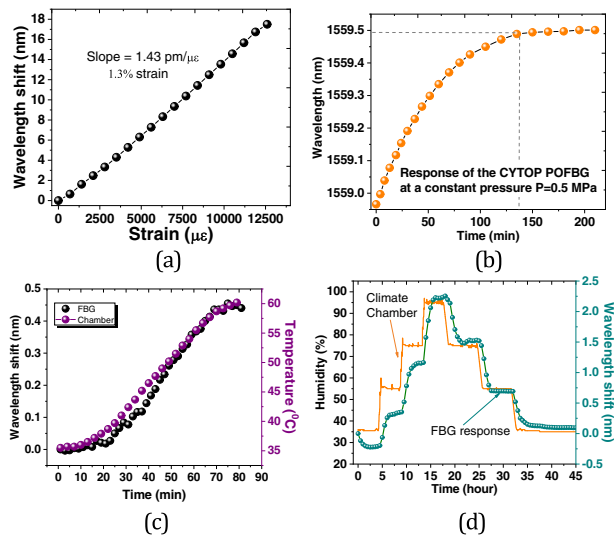 (a)
18
16
14
12
10
8
6
4
2
0
Wavelength shift (nm)
Slope = 1.43 pm/με
1.3% strain
0 2500 5000 7500 10000 12500
Strain (με)
(a)
(b)
1559.5
1559.4
1559.3
1559.2
1559.1
1559.0
Wavelength (nm)
Response of the CYTOP POFBG
at a constant pressure P=0.5 MPa
0 50 100 150 200
Time (min)
(b)
0.5
0.4
0.3
0.2
0.1
0.0
Wavelength shift (nm)
FBG
Chamber
60
55
50
45
40
35
Temperature (⁰C)
0 10 20 30 40 50 60 70 80 90
Time (min)
(c)
100
90
80
70
60
50
40
30
20
Humidity (%)
Climate
Chamber
FBG response
2.5
2.0
1.5
1.0
0.5
0.0
-0.5
Wavelength shift (nm)
0 5 10 15 20 25 30 35 40 45
Time (hour)
(d)